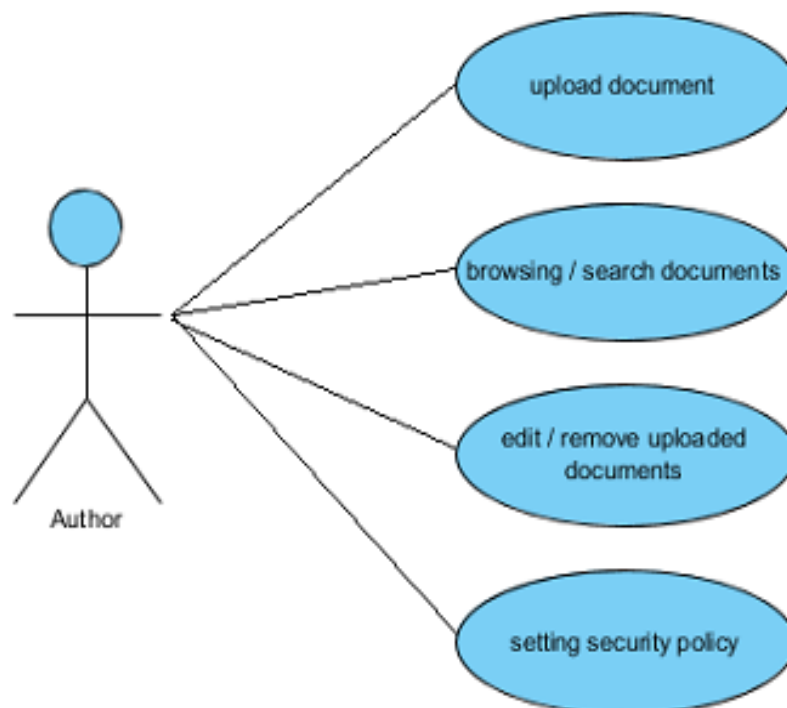 upload document
browsing / search documents
edit / remove uploaded
documents
Author
setting security policy